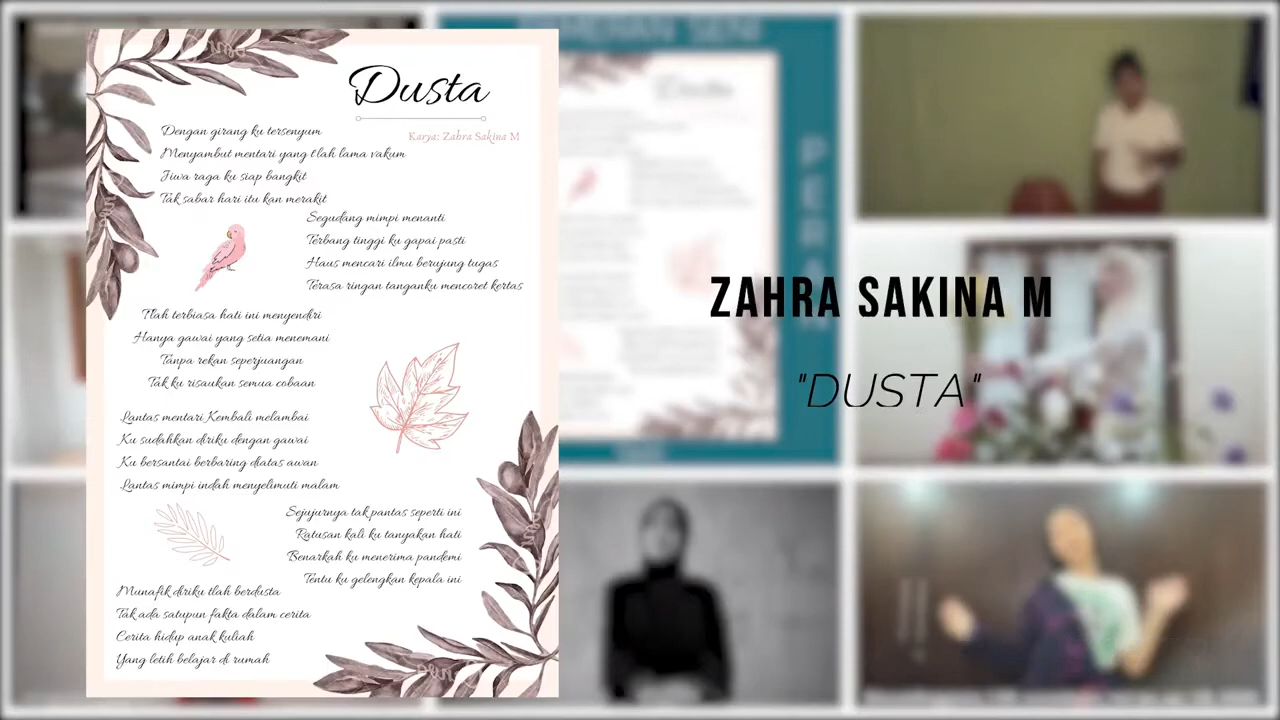 Dusta
Karya: Zahra Sakina M
Dengan girang ku tersenyum
Menyambut mentari yang t'lah lama vakum
Jiwa raga ku siap bangkit
Tak sabar hari itu kan merakit
Segudang mimpi menanti
Terbang tinggi ku gapai pasti
Haus mencari ilmu berujung tugas
Terasa ringan tanganku mencoret kertas
T'lah terbiasa hati ini menyendiri
Hanya gawai yang setia menemani
Tanpa rekan seperjuangan
Tak ku risaukan semua cobaan
Lantas mentari Kembali melambai
Ku sudahkan diriku dengan gawai
Ku bersantai berbaring diatas awan
Lantas mimpi indah menyelimuti malam
Sejujurnya tak pantas seperti ini
Ratusan kali ku tanyakan hati
Benarkah ku menerima pandemi
Tentu ku gelengkan kepala ini
Munafik diriku tlah berdusta
Tak ada satupun fakta dalam cerita
Cerita hidup anak kuliah
Yang letih belajar di rumah
ZAHRA SAKINA M
"DUSTA"
PAMERAN SENI
PERAN